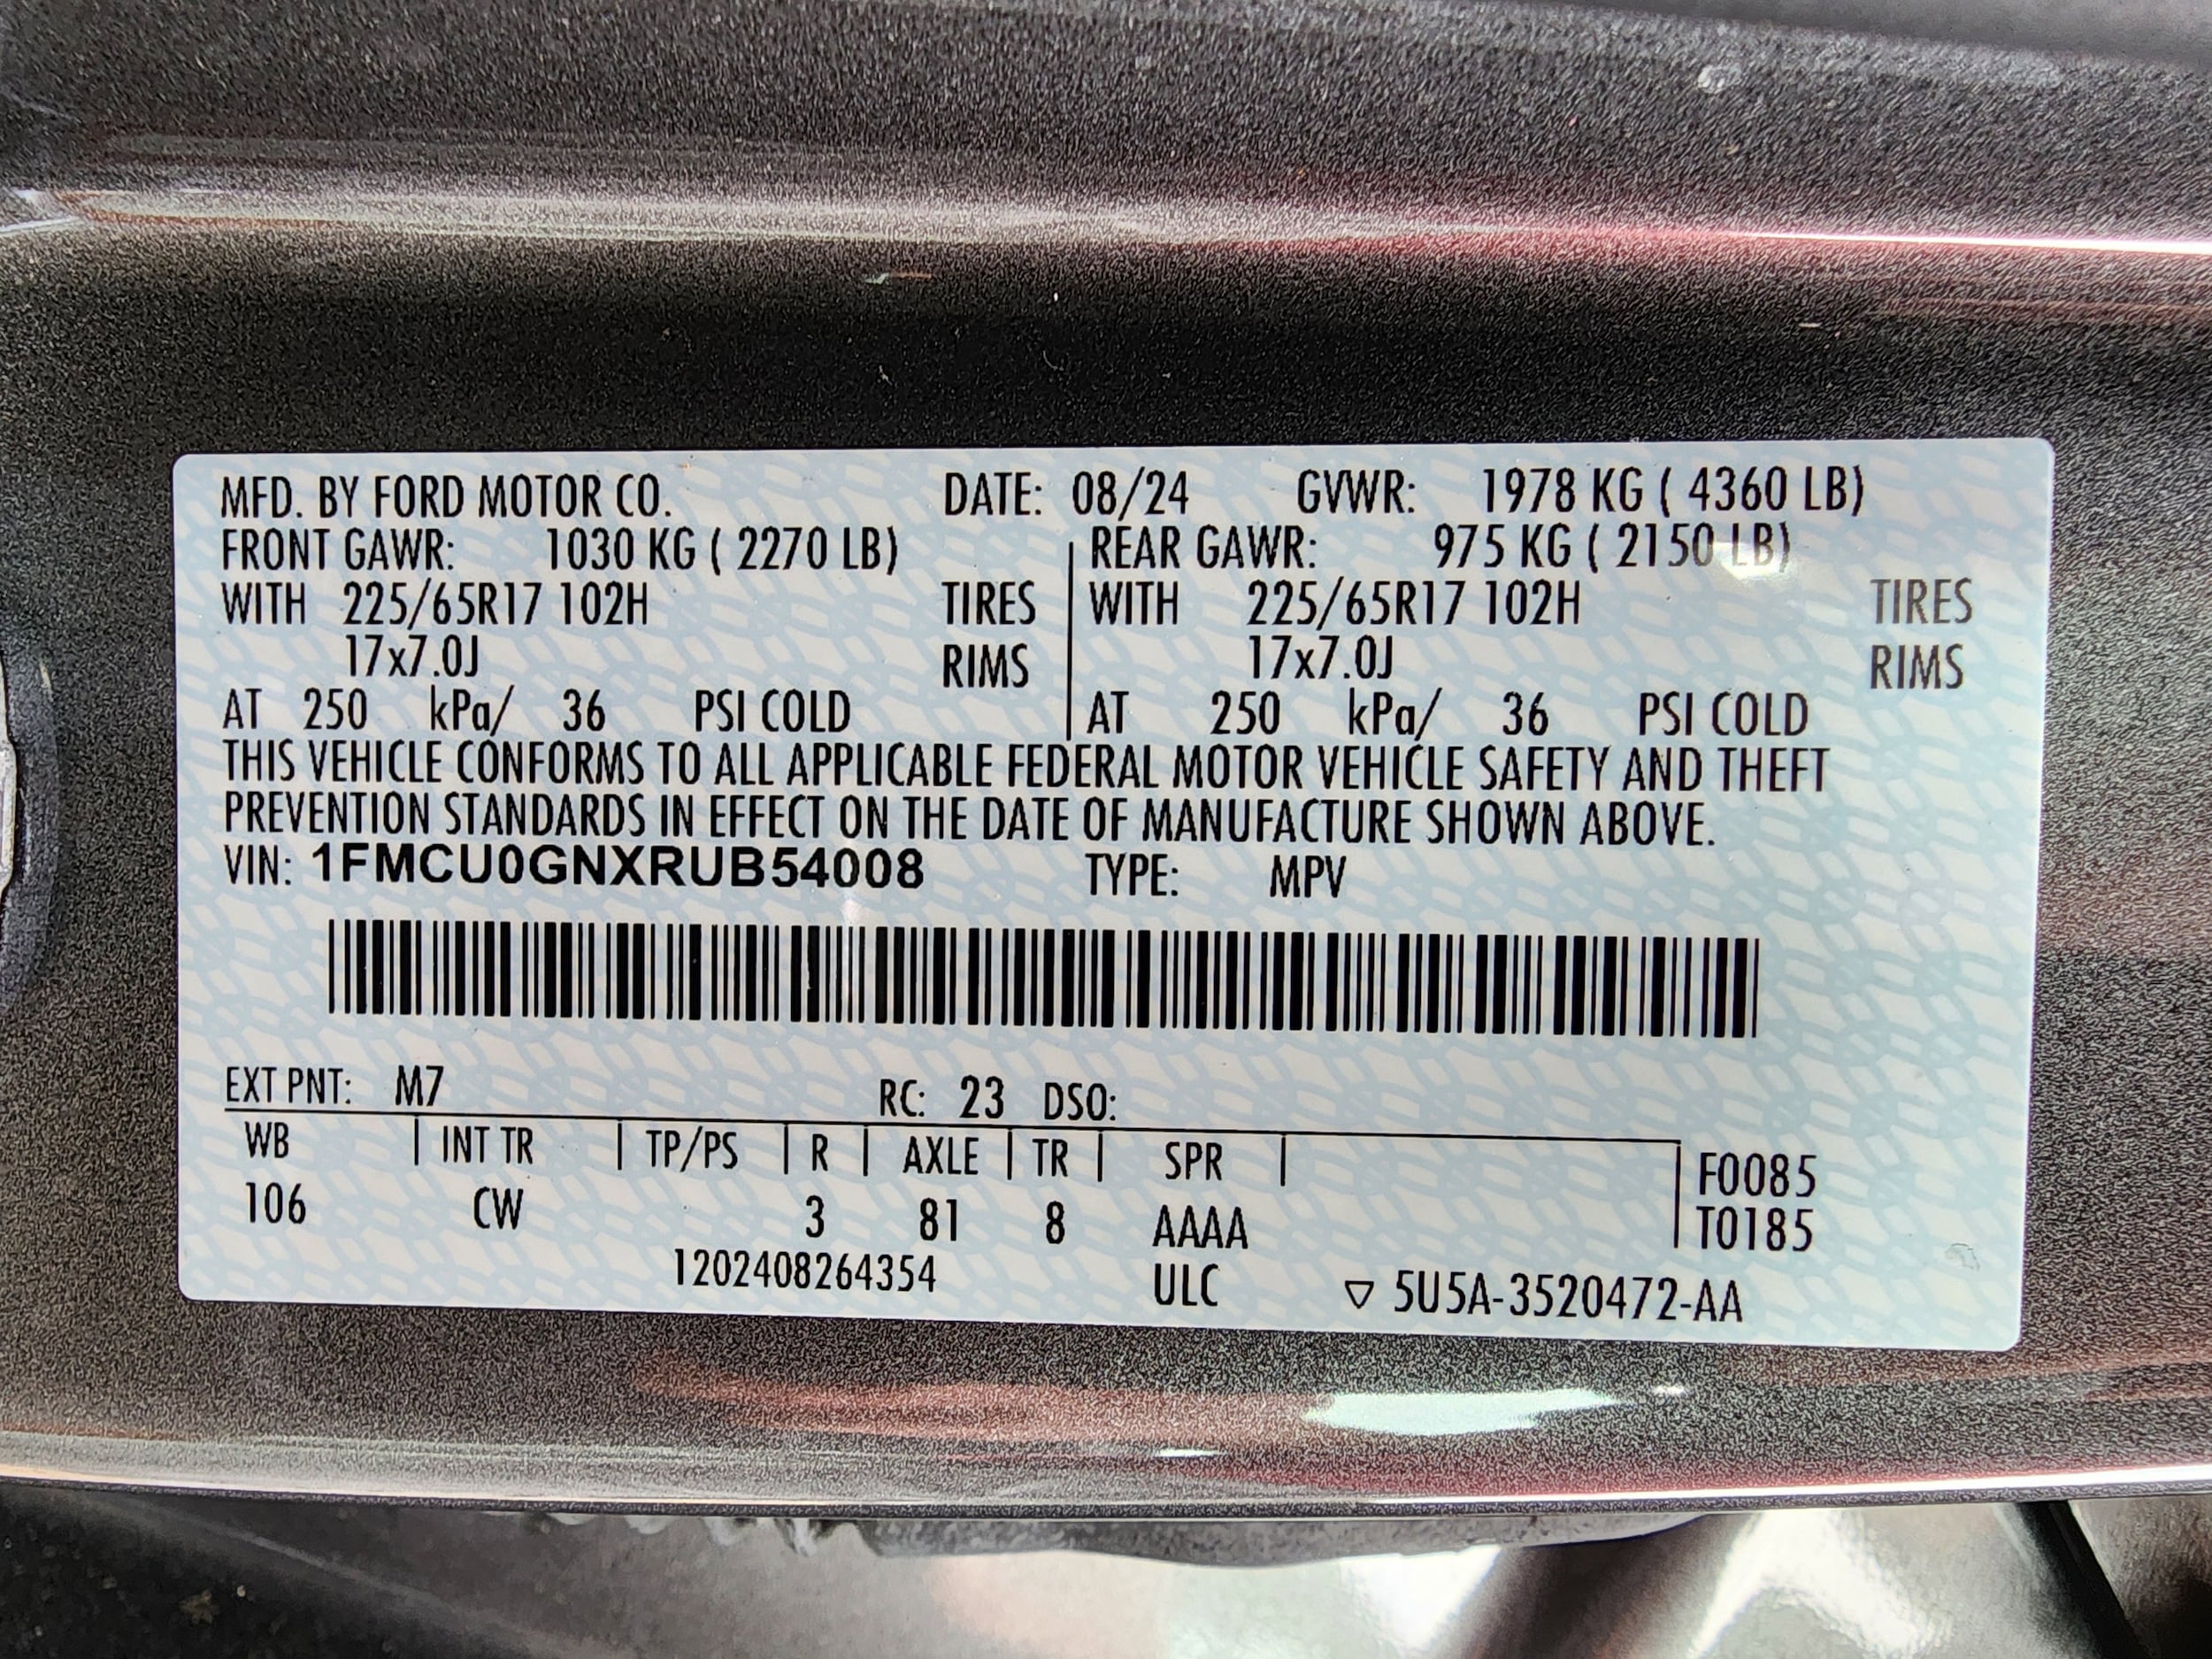 MFD. BY FORD MOTOR CO. DATE: 08/24 GVWR: 1978 KG ( 4360 LB)
FRONT GAWR: 1030 KG ( 2270 LB) REAR GAWR: 975 KG ( 2150 LB)
WITH 225/65R17 102H TIRES WITH 225/65R17 102H TIRES
17x7.0J RIMS 17x7.0J RIMS
AT 250 kPa/ 36 PSI COLD AT 250 kPa/ 36 PSI COLD
THIS VEHICLE CONFORMS TO ALL APPLICABLE FEDERAL MOTOR VEHICLE SAFETY AND THEFT
PREVENTION STANDARDS IN EFFECT ON THE DATE OF MANUFACTURE SHOWN ABOVE.
VIN: 1FMCU0GNXRUB54008 TYPE: MPV
EXT PNT: M7 RC: 23 DSO:
WB INT TR TP/PS R AXLE TR SPR F0085
106 CW 3 81 8 AAAA T0185
1202408264354 ULC ▽ 5U5A-3520472-AA